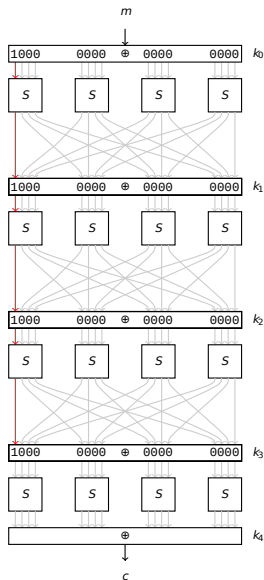 m
1000 0000 ⊕ 0000 0000 k0
S S S S
1000 0000 ⊕ 0000 0000 k1
S S S S
1000 0000 ⊕ 0000 0000 k2
S S S S
1000 0000 ⊕ 0000 0000 k3
S S S S
⊕ k4
c